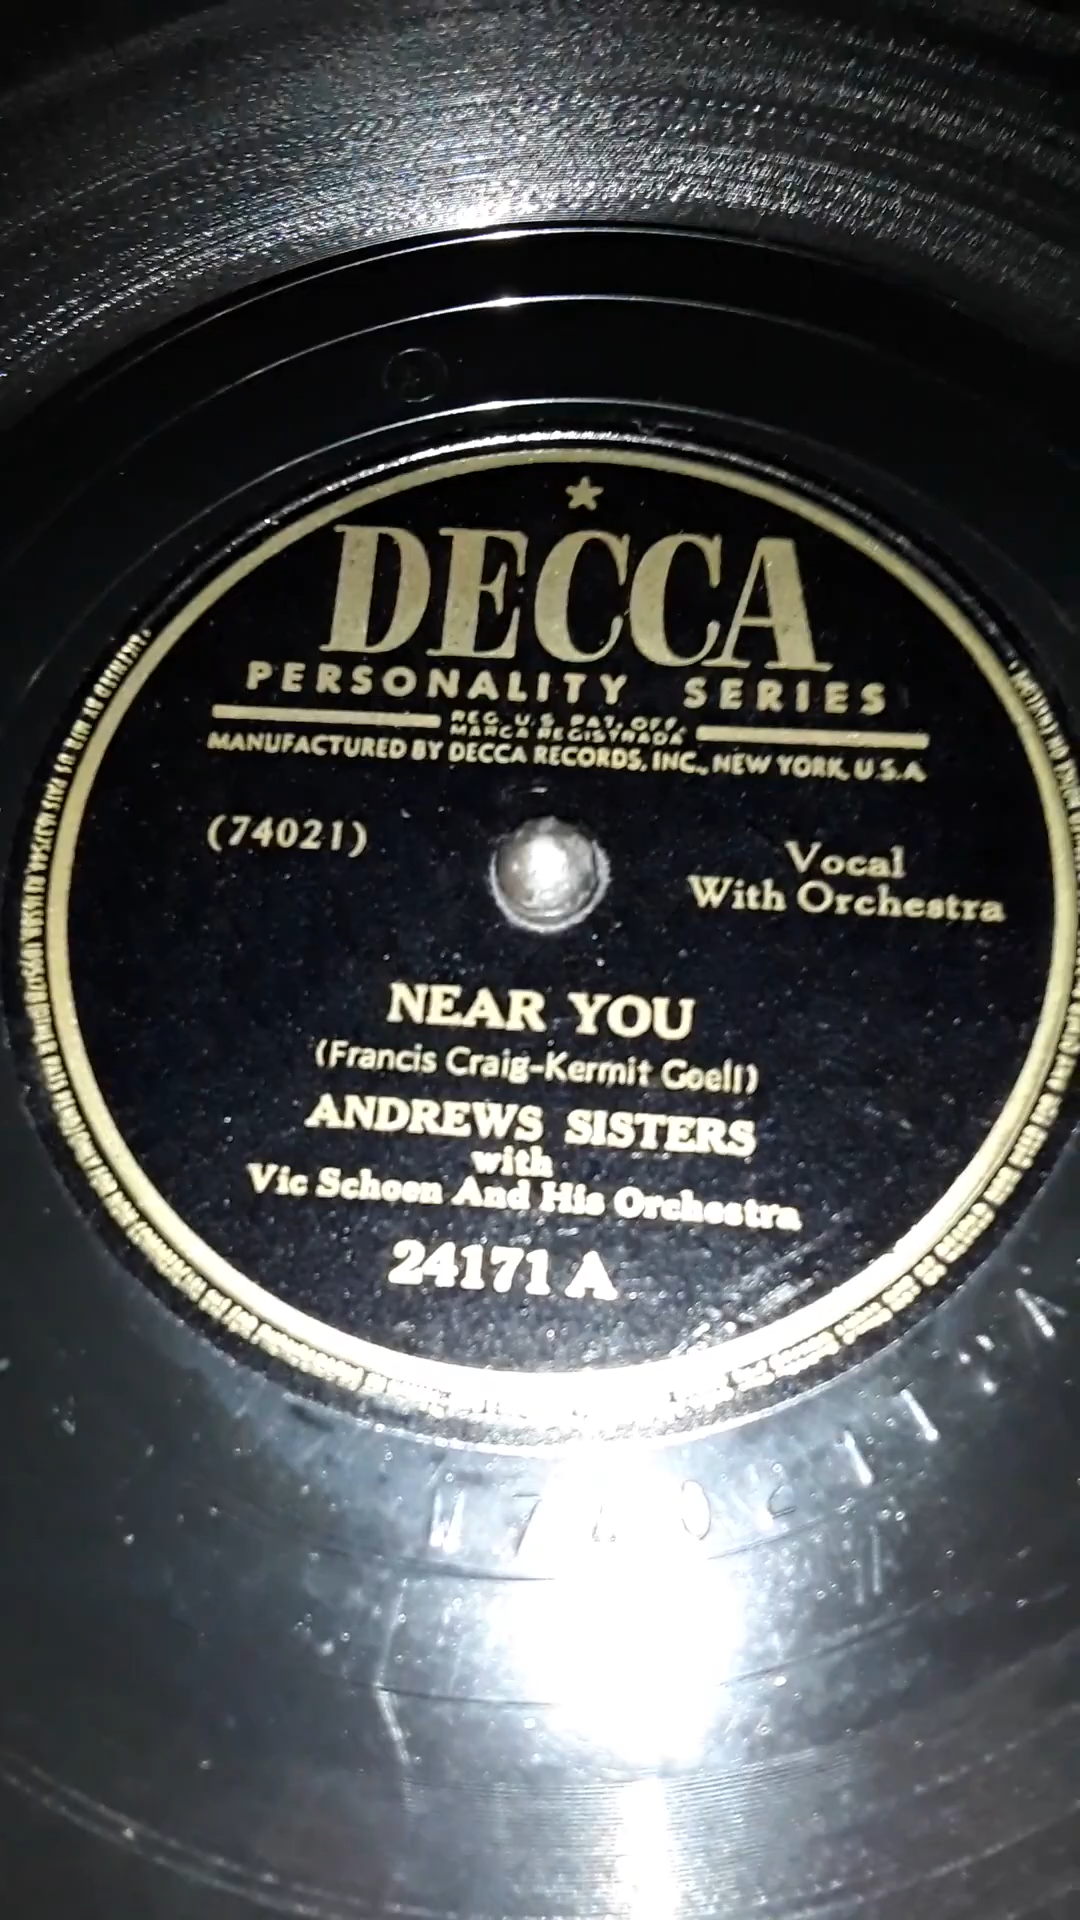 DECCA
PERSONALITY SERIES
REG. U.S. PAT. OFF.
MARCA REGISTRADA
MANUFACTURED BY DECCA RECORDS, INC., NEW YORK, U.S.A
(74021)
Vocal
With Orchestra
NEAR YOU
(Francis Craig-Kermit Goell)
ANDREWS SISTERS
with
Vic Schoen And His Orchestra
24171 A